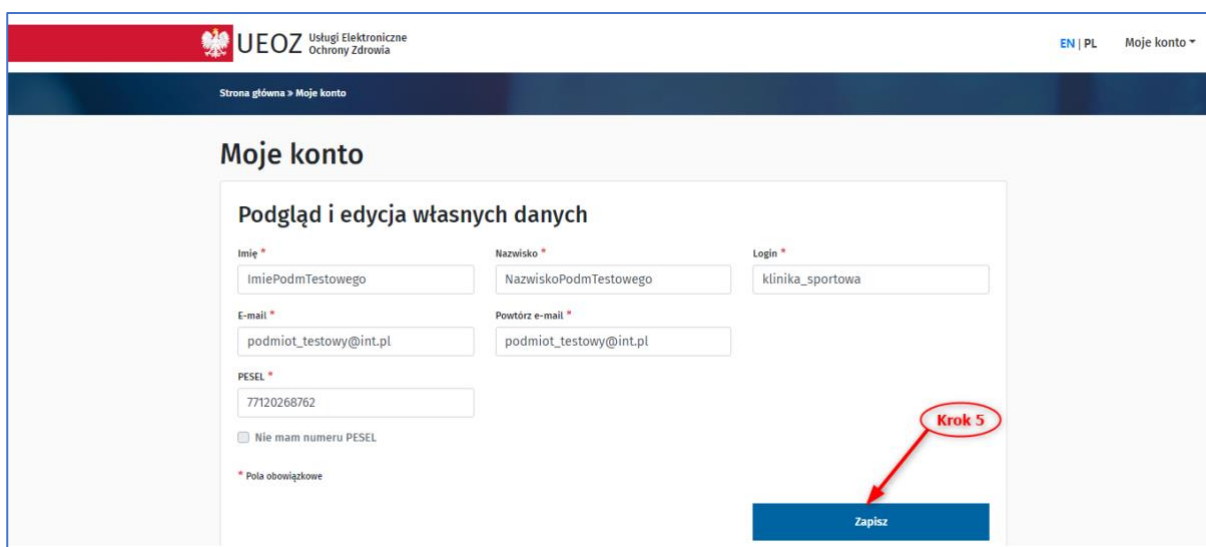 UEOZ Usługi Elektroniczne
Ochrony Zdrowia
EN | PL Moje konto
Strona główna » Moje konto
Moje konto
Podgląd i edycja własnych danych
Imię * Nazwisko * Login *
ImiePodmTestowego NazwiskoPodmTestowego klinika_sportowa
E-mail * Powtórz e-mail *
podmiot_testowy@int.pl podmiot_testowy@int.pl
PESEL *
77120268762
Nie mam numeru PESEL
Krok 5
* Pola obowiązkowe
Zapisz